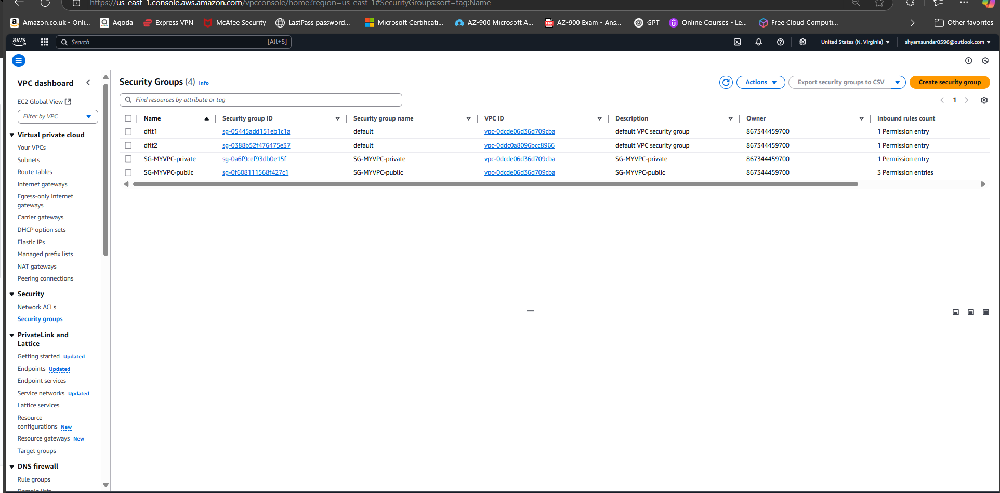 https://us-east-1.console.aws.amazon.com/vpcconsole/home?region=us-east-1#SecurityGroups:sort=tag:Name
Amazon.co.uk - Onli... Agoda Express VPN McAfee Security LastPass password... Microsoft Certificati... AZ-900 Microsoft A... AZ-900 Exam - Ans... GPT Online Courses - Le... Free Cloud Computi... Other favorites
aws Search [Alt+S] United States (N. Virginia) shyamsundar0596@outlook.com
VPC dashboard
EC2 Global View
Filter by VPC
Virtual private cloud
Your VPCs
Subnets
Route tables
Internet gateways
Egress-only internet
gateways
Carrier gateways
DHCP option sets
Elastic IPs
Managed prefix lists
NAT gateways
Peering connections
Security
Network ACLs
Security groups
PrivateLink and
Lattice
Getting started Updated
Endpoints Updated
Endpoint services
Service networks Updated
Lattice services
Resource
configurations New
Resource gateways New
Target groups
DNS firewall
Rule groups
Domain lists
Security Groups (4) Info
Actions Export security groups to CSV Create security group
Find resources by attribute or tag
1
Name Security group ID Security group name VPC ID Description Owner Inbound rules count
dflt1 sg-05445add151eb1c1a default vpc-0dcde06d36d709cba default VPC security group 867344459700 1 Permission entry
dflt2 sg-0388b52f476475e37 default vpc-0ddc0a8096bcc8966 default VPC security group 867344459700 1 Permission entry
SG-MYVPC-private sg-0a6f9cef93db0e15f SG-MYVPC-private vpc-0dcde06d36d709cba SG-MYVPC-private 867344459700 1 Permission entry
SG-MYVPC-public sg-0f608111568f427c1 SG-MYVPC-public vpc-0dcde06d36d709cba SG-MYVPC-public 867344459700 3 Permission entries